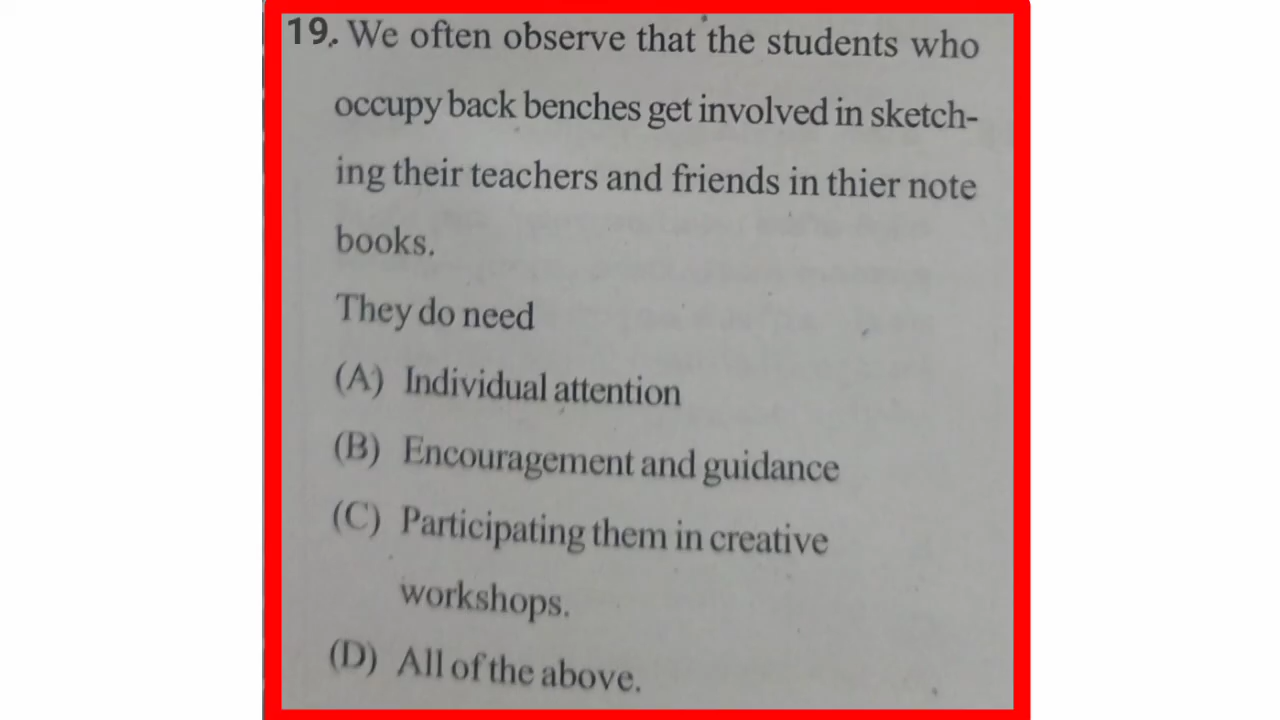 19. We often observe that the students who
occupy back benches get involved in sketch-
ing their teachers and friends in thier note
books.
They do need
(A) Individual attention
(B) Encouragement and guidance
(C) Participating them in creative
workshops.
(D) All of the above.